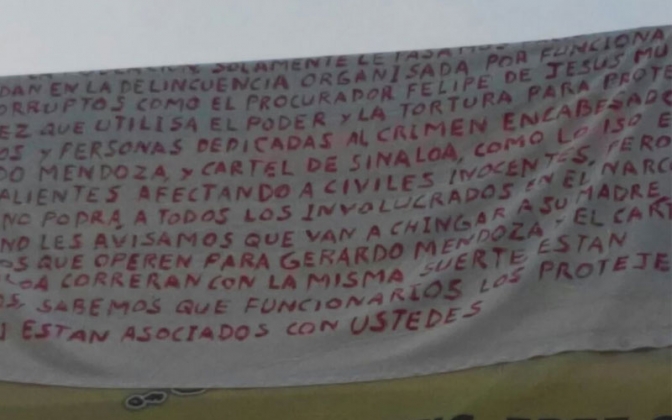 SOLAMENTE LE
DAN EN LA DELINCUENCIA ORGANISADA POR FUNCIONA
ORRUPTOS COMO EL PROCURADOR FELIPE DE JESUS MU
EZ QUE UTILISA EL PODER Y LA TORTURA PARA PROTE
OS Y PERSONAS DEDICADAS AL CRIMEN ENCABESADO
DO MENDOZA, Y CARTEL DE SINALOA, COMO LO ISO E
ALIENTES AFECTANDO A CIVILES INOCENTES, PERO
NO PODRA A TODOS LOS INVOLUCRADOS EN EL NARCO
NO LES AVISAMOS QUE VAN A CHINGAR A SU MADRE
OS QUE OPEREN PARA GERARDO MENDOZA Y EL CART
LOA CORRERAN CON LA MISMA SUERTE ESTAN
OS, SABEMOS QUE FUNCIONARIOS LOS PROTEJE
I ESTAN ASOCIADOS CON USTEDES